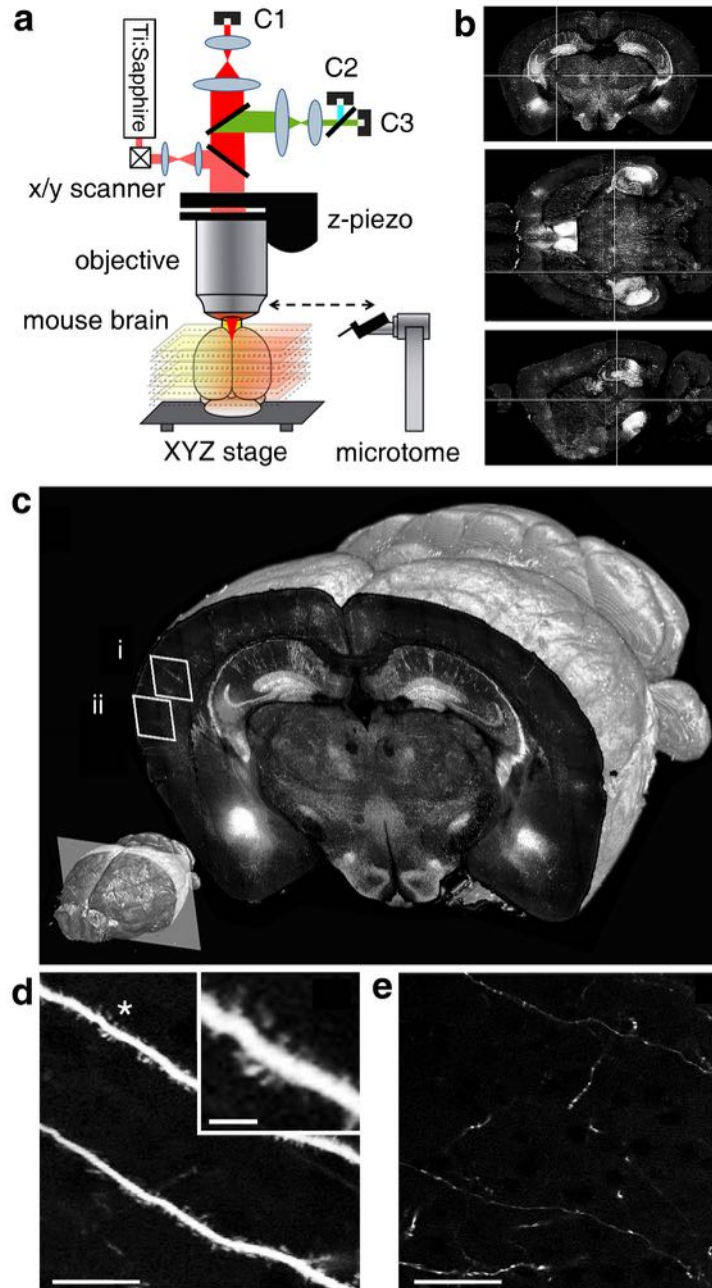 a
C1
C2
C3
Ti:Sapphire
x/y scanner
z-piezo
objective
mouse brain
XYZ stage
microtome
b
c
i
ii
d
*
e